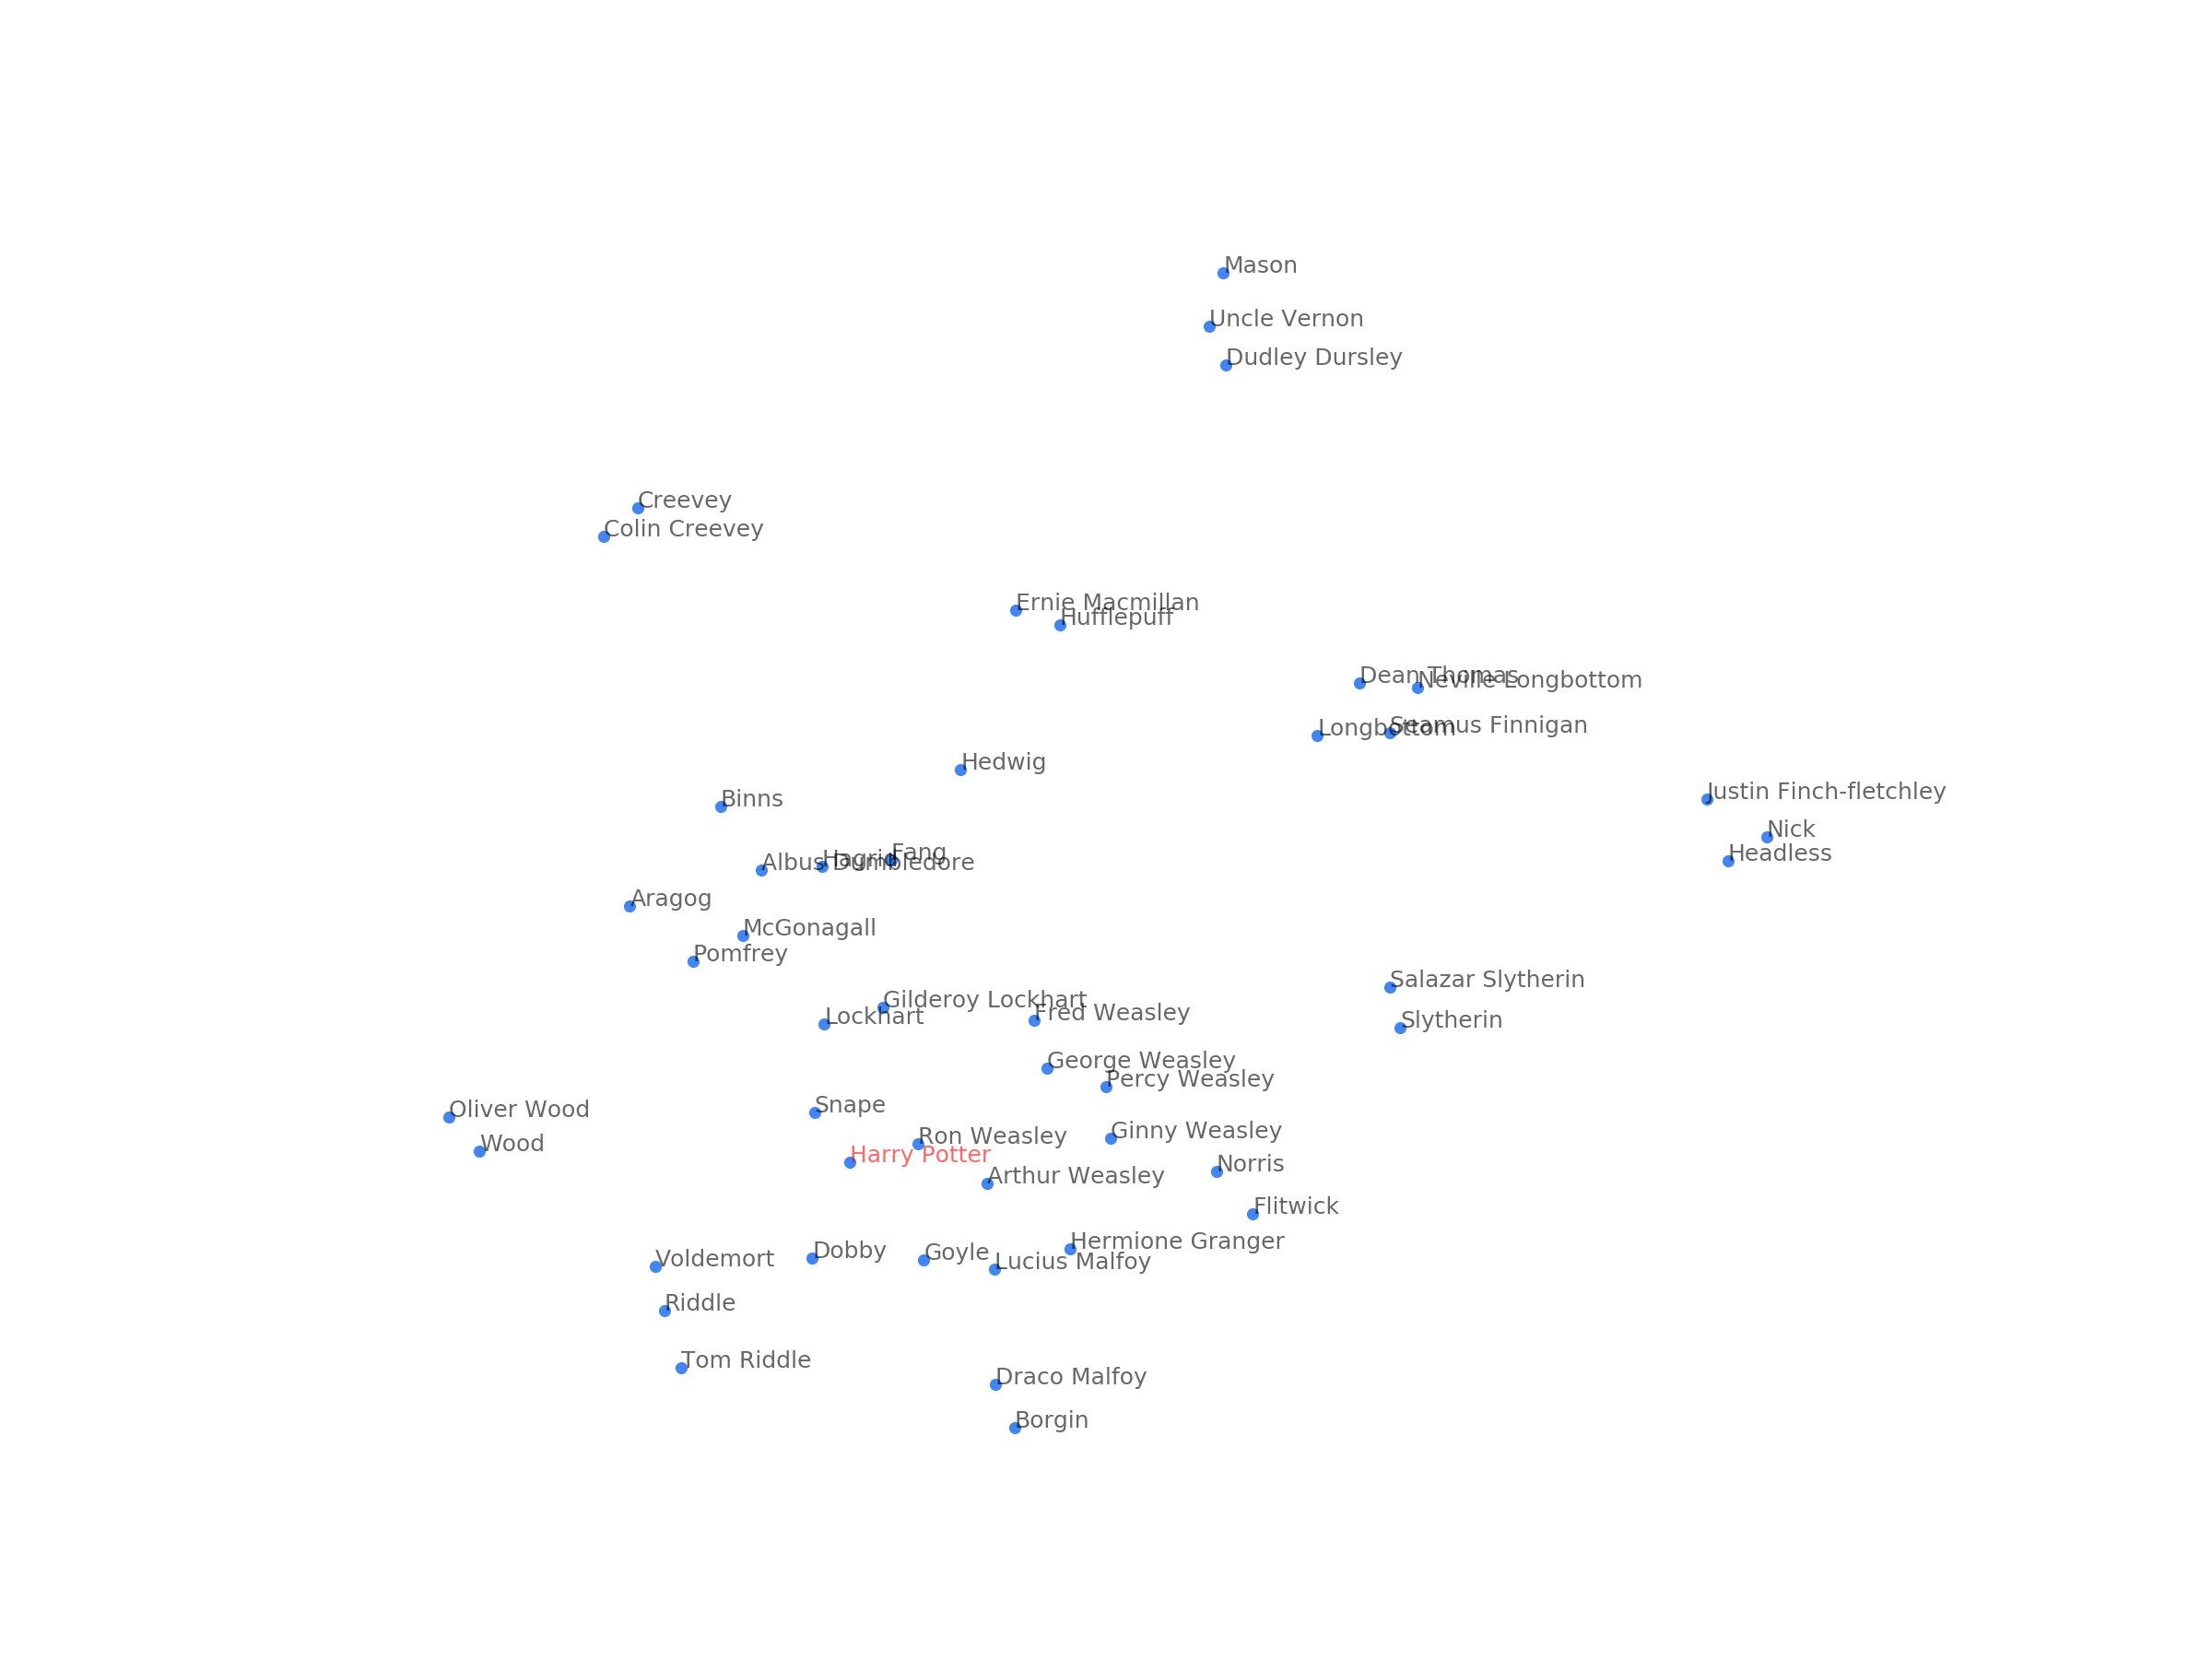 Mason
Uncle Vernon
Dudley Dursley
Creevey
Colin Creevey
Ernie Macmillan
Hufflepuff
Dean Thomas
Neville Longbottom
Longbottom
Seamus Finnigan
Hedwig
Justin Finch-fletchley
Binns
Nick
Headless
Fang
Hagrid
Albus Dumbledore
Aragog
McGonagall
Pomfrey
Salazar Slytherin
Gilderoy Lockhart
Fred Weasley
Lockhart
Slytherin
George Weasley
Percy Weasley
Snape
Oliver Wood
Ginny Weasley
Ron Weasley
Wood
Harry Potter
Norris
Arthur Weasley
Flitwick
Hermione Granger
Dobby
Goyle
Voldemort
Lucius Malfoy
Riddle
Tom Riddle
Draco Malfoy
Borgin